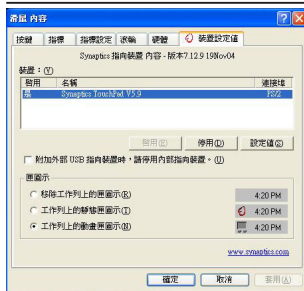 滑鼠 內容
按鍵 指標 指標設定 滾輪 硬體 裝置設定值
Synaptics 指向裝置 內容 - 版本7.12.9 19Nov04
裝置：(Y)
啟用 名稱 連接埠
是 Synaptics TouchPad V5.9 PS/2
啟用(E) 停用(D) 設定值(S)
附加外部 USB 指向裝置時，請停用內部指向裝置。(U)
匣圖示
移除工作列上的匣圖示(R) 4:20 PM
工作列上的靜態匣圖示(T) 4:20 PM
工作列上的動畫匣圖示(M) 4:20 PM
www.synaptics.com
確定 取消 套用(A)